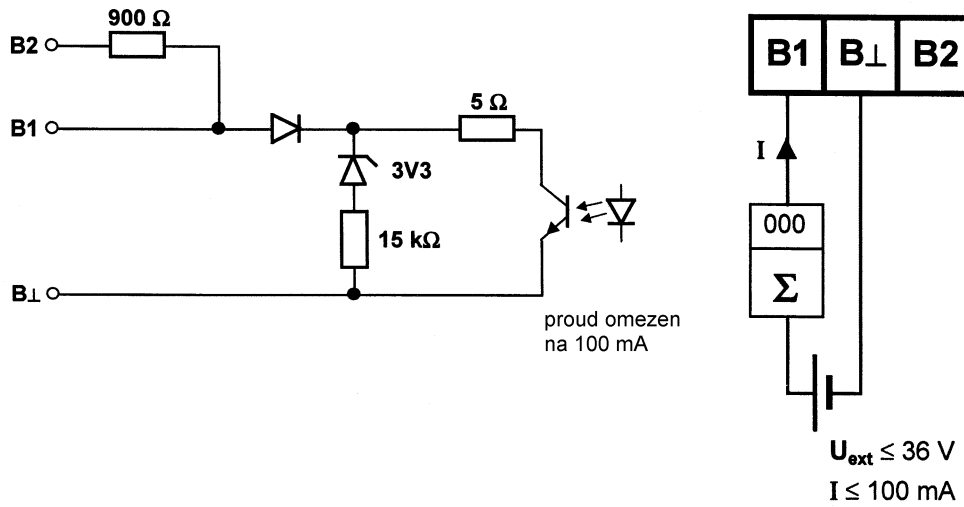 900 Ω
B2
B1
5 Ω
3V3
15 kΩ
B⊥
proud omezen
na 100 mA
B1 B⊥ B2
I
000
Σ
Uext ≤ 36 V
I ≤ 100 mA